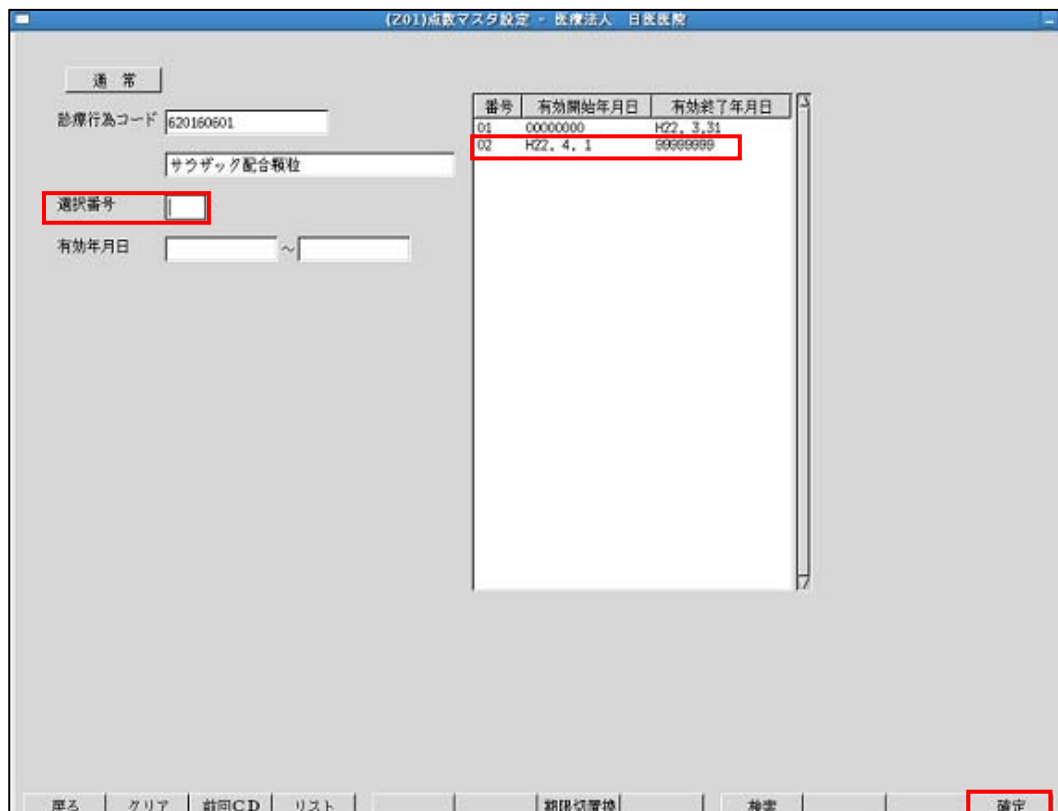 (Z01)点数マスタ設定 - 医療法人 日医医院
通 常
診療行為コード 620160601
サラザック配合顆粒
選択番号
有効年月日 ～
番号 有効開始年月日 有効終了年月日
01 00000000 H22. 3.31
02 H22. 4. 1 99999999
戻る クリア 前回CD リスト 期限切置換 検索 確定